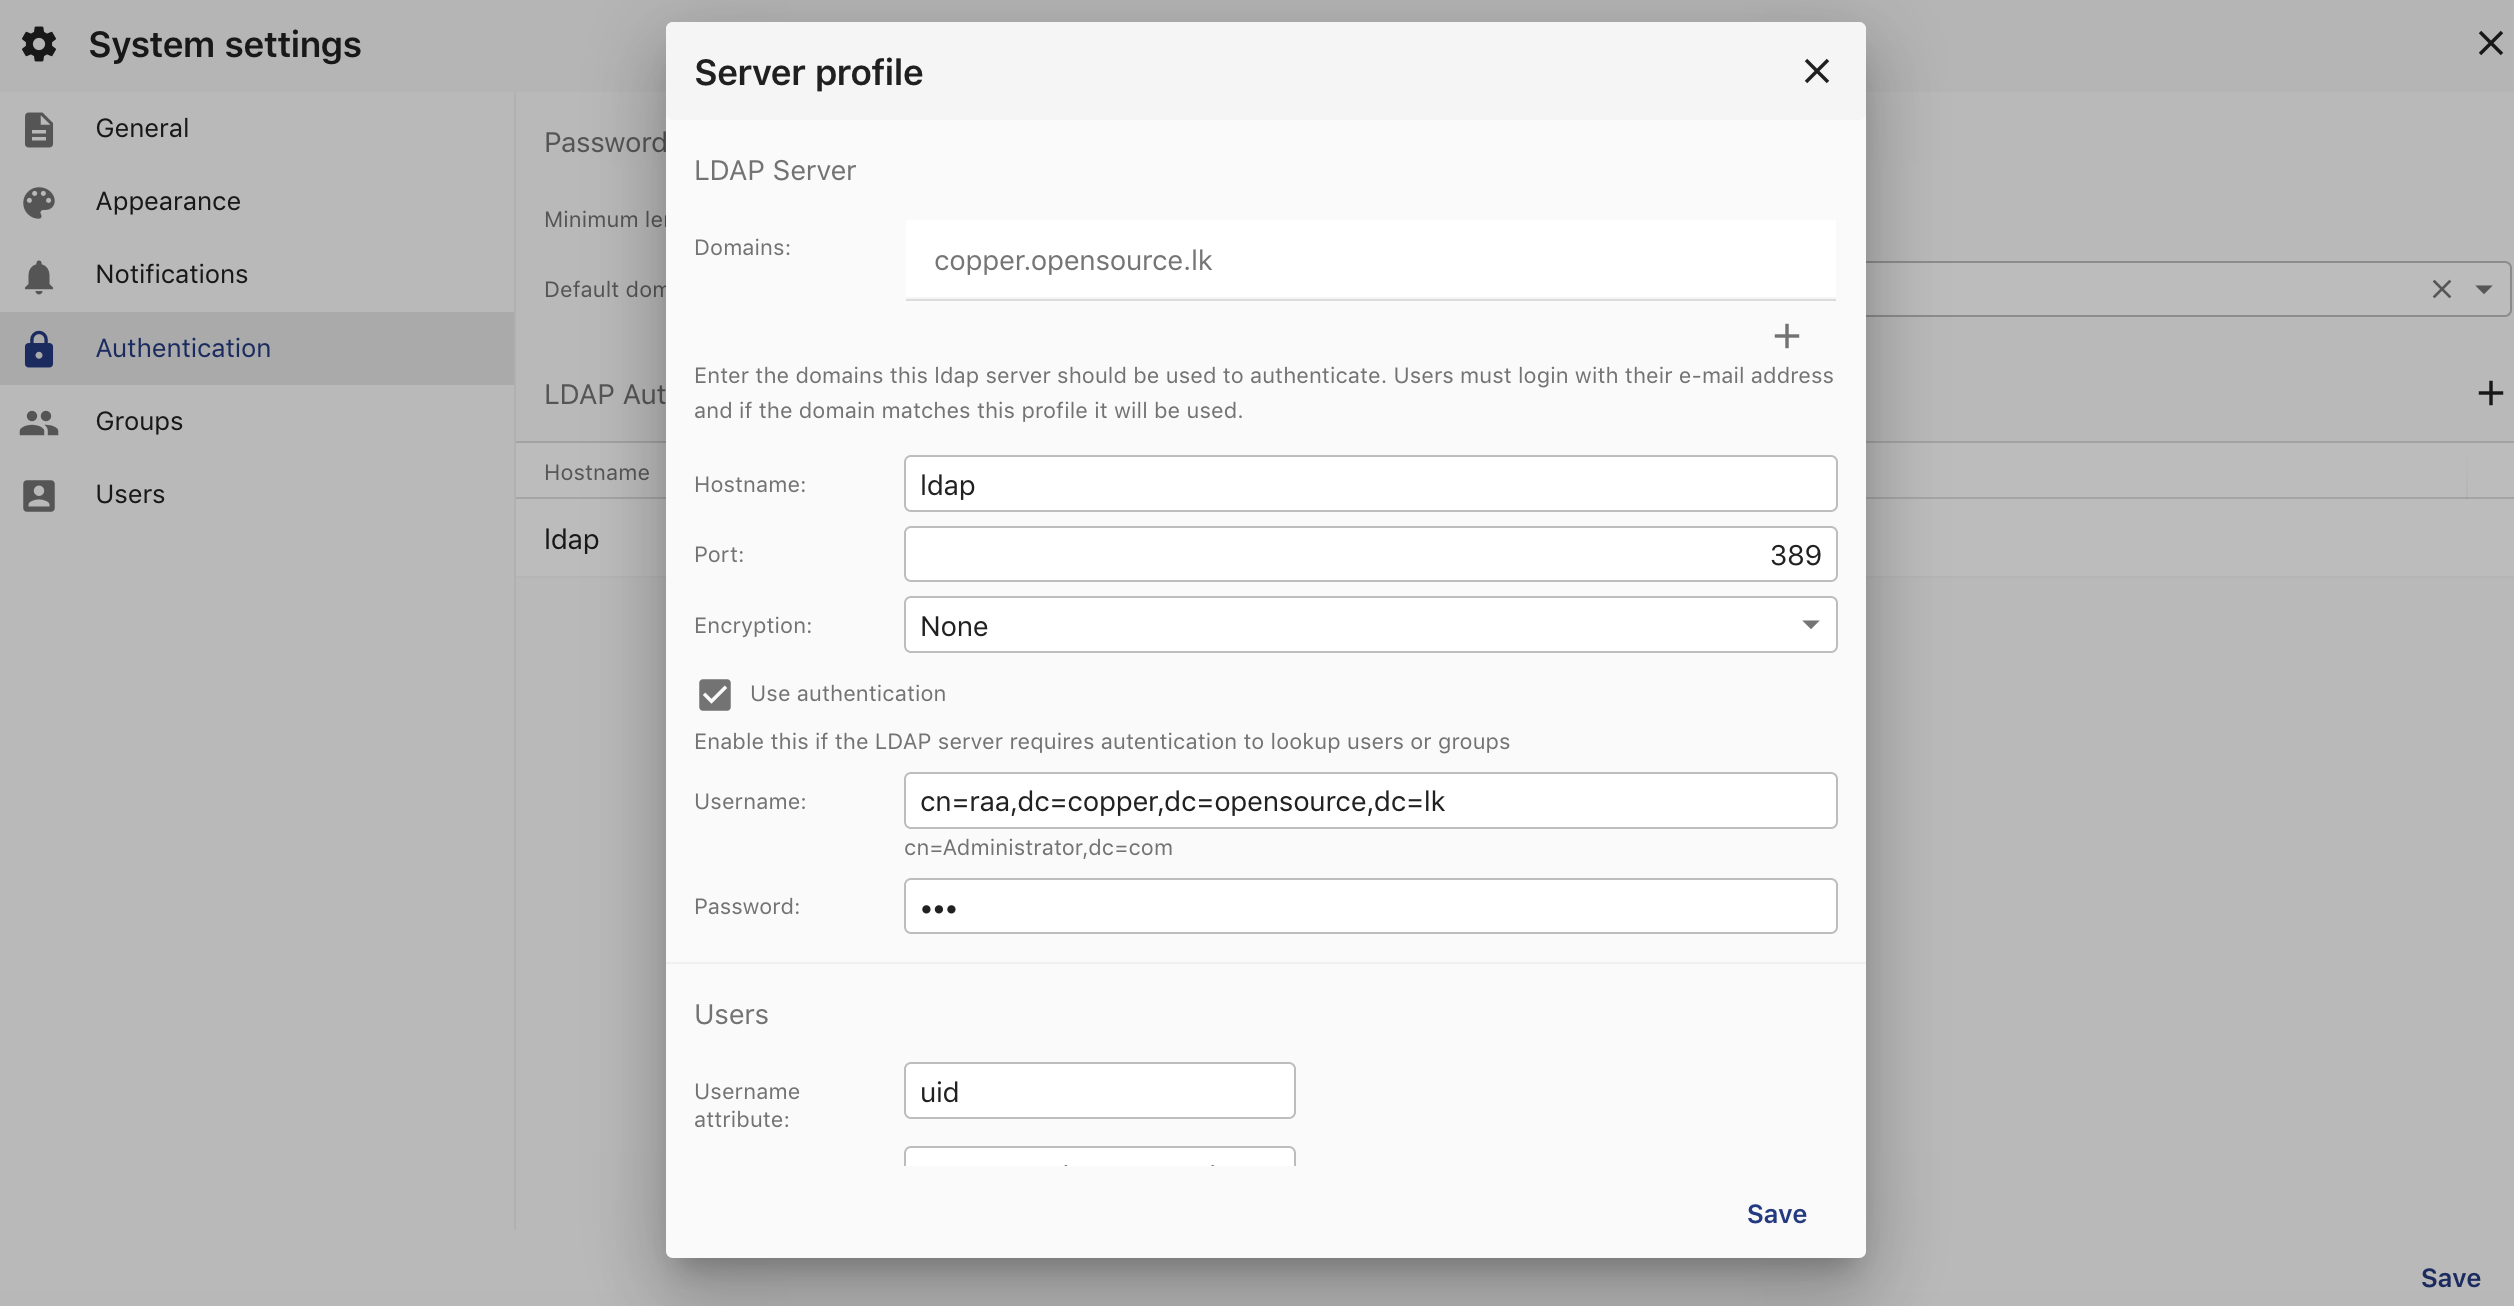 System settings
General
Appearance
Notifications
Authentication
Groups
Users
Password
Minimum
Default
LDAP
Hostname
ldap
Server profile
LDAP Server
Domains:
copper.opensource.lk
Enter the domains this ldap server should be used to authenticate. Users must login with their e-mail address
and if the domain matches this profile it will be used.
Hostname:
ldap
Port:
389
Encryption:
None
Use authentication
Enable this if the LDAP server requires autentication to lookup users or groups
Username:
cn=raa,dc=copper,dc=opensource,dc=lk
cn=Administrator,dc=com
Password:
•••
Users
Username
attribute:
uid
Save
Save